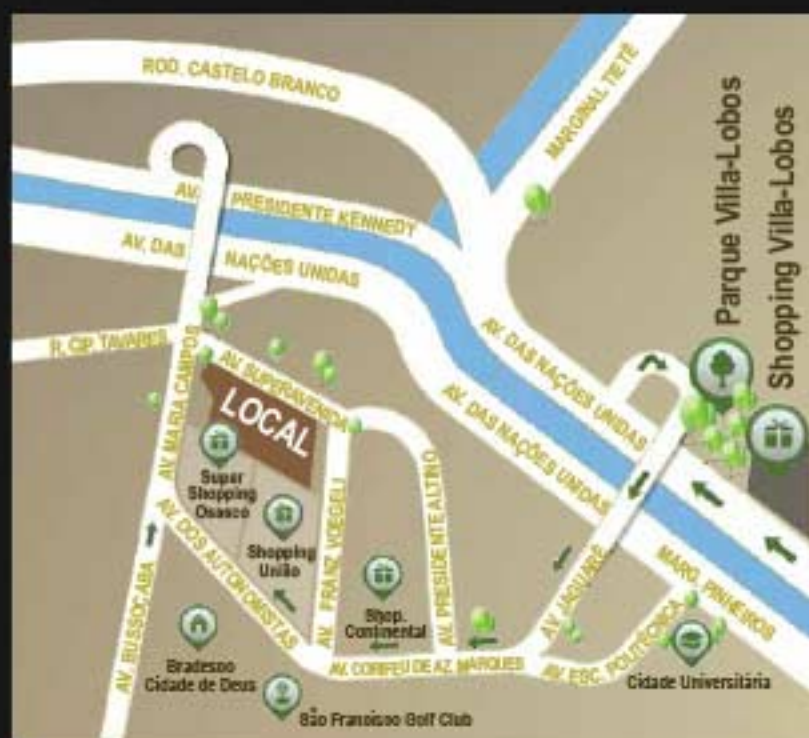 ROD. CASTELO BRANCO
MARGINAL TIETÊ
Parque Villa-Lobos
Shopping Villa-Lobos
AV. PRESIDENTE KENNEDY
AV. DAS NAÇÕES UNIDAS
R. CIP. TAVARES
AV. MARIA CAMPOS
AV. SUPERAVENIDA
LOCAL
AV. DAS NAÇÕES UNIDAS
AV. DAS NAÇÕES UNIDAS
Super
Shopping
Osasco
Shopping
União
AV. DOS AUTONOMISTAS
AV. FRANZ VOEGELI
AV. PRESIDENTE ALTINO
Shop.
Continental
AV. JAGUARÉ
MARG. PINHEIROS
AV. BUSSOCABA
Bradesco
Cidade de Deus
AV. CORIFEU DE AZ. MARQUES
AV. ESC. POLITÉCNICA
Cidade Universitária
São Francisco Golf Club